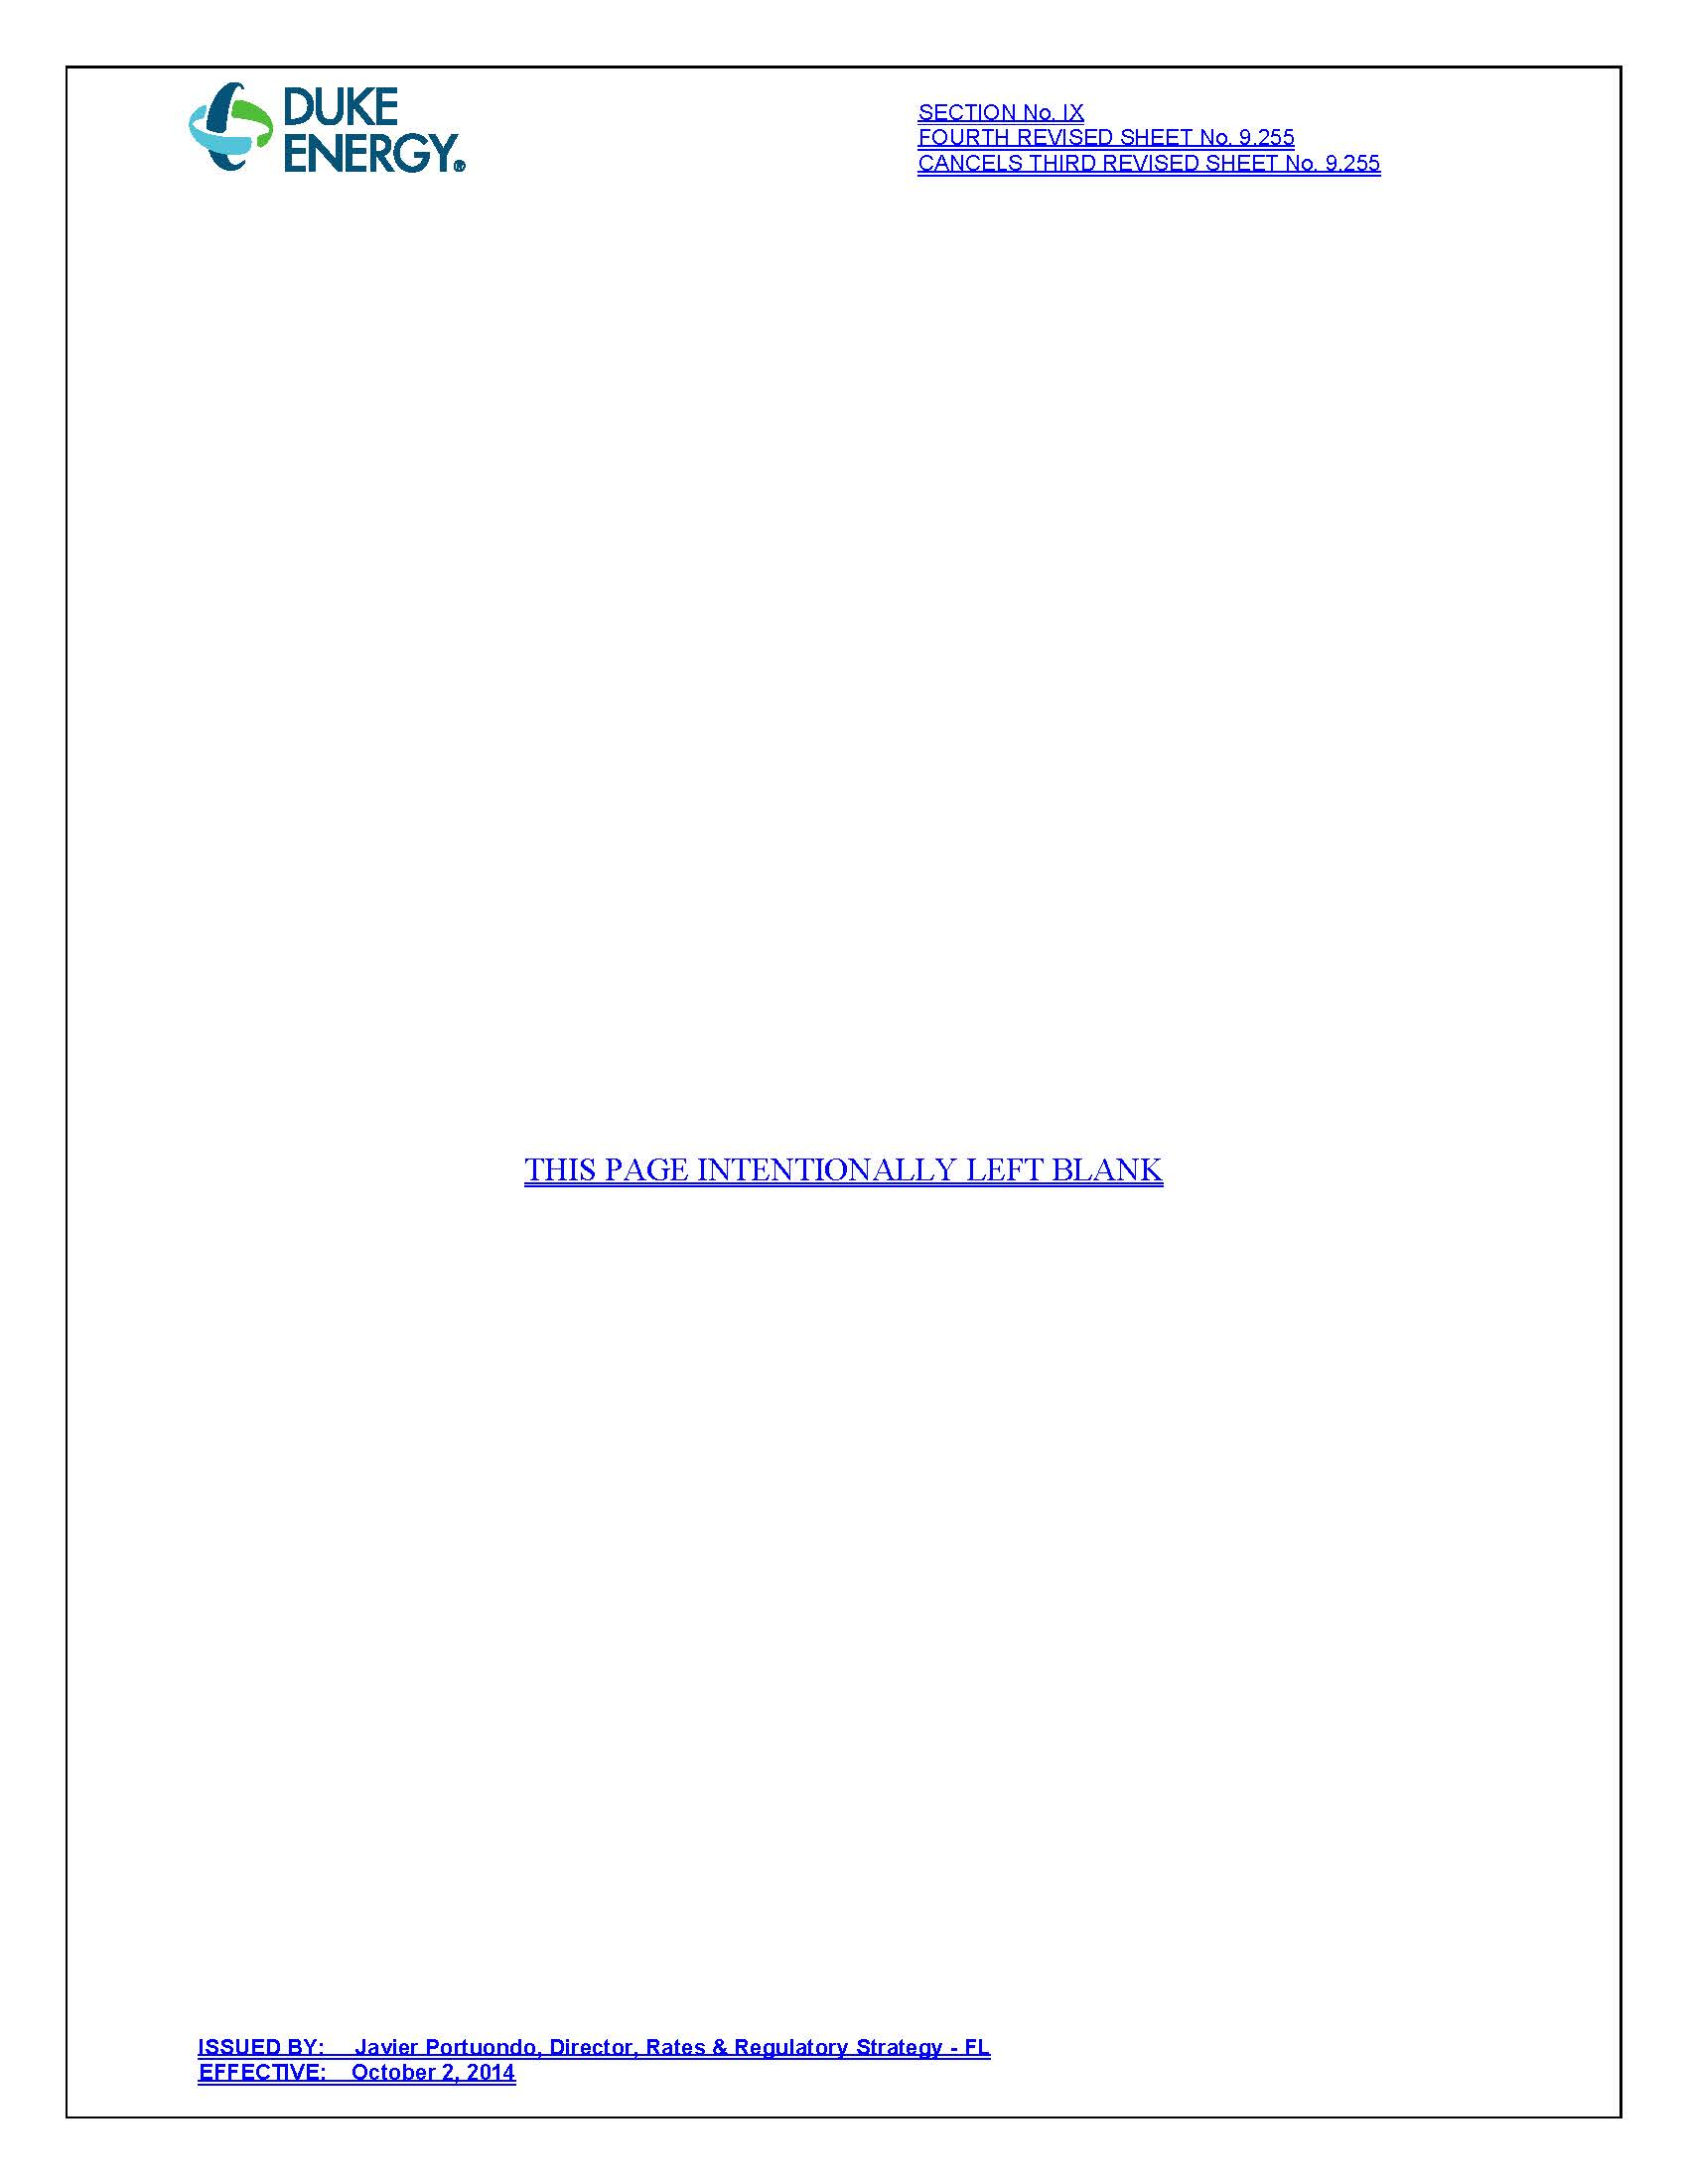 DUKE
ENERGY®
SECTION No. IX
FOURTH REVISED SHEET No. 9.255
CANCELS THIRD REVISED SHEET No. 9.255
THIS PAGE INTENTIONALLY LEFT BLANK
ISSUED BY: Javier Portuondo, Director, Rates & Regulatory Strategy - FL
EFFECTIVE: October 2, 2014